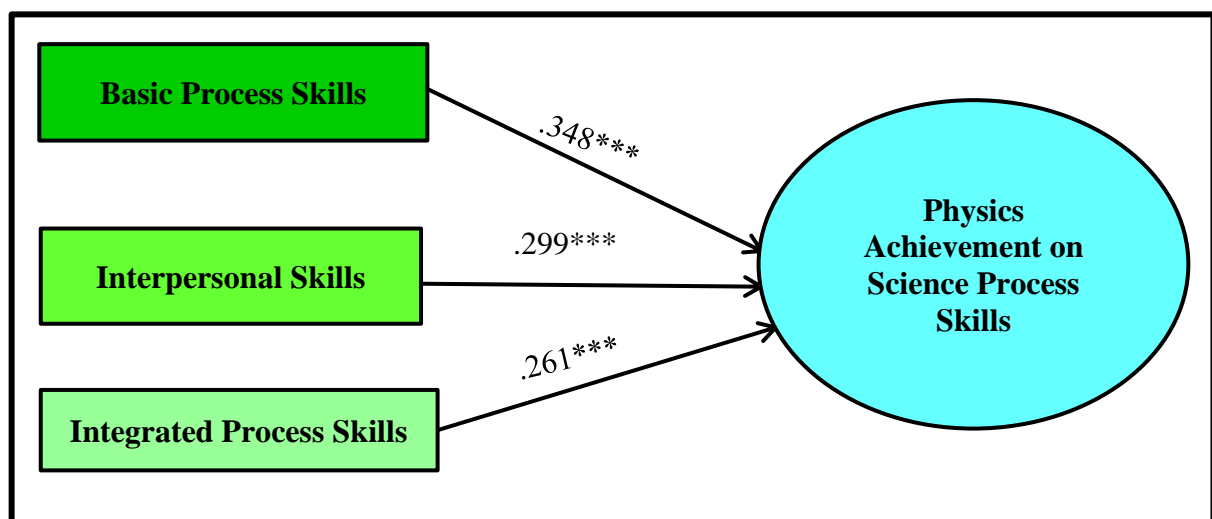 Basic Process Skills
.348***
Interpersonal Skills
.299***
Integrated Process Skills
.261***
Physics
Achievement on
Science Process
Skills